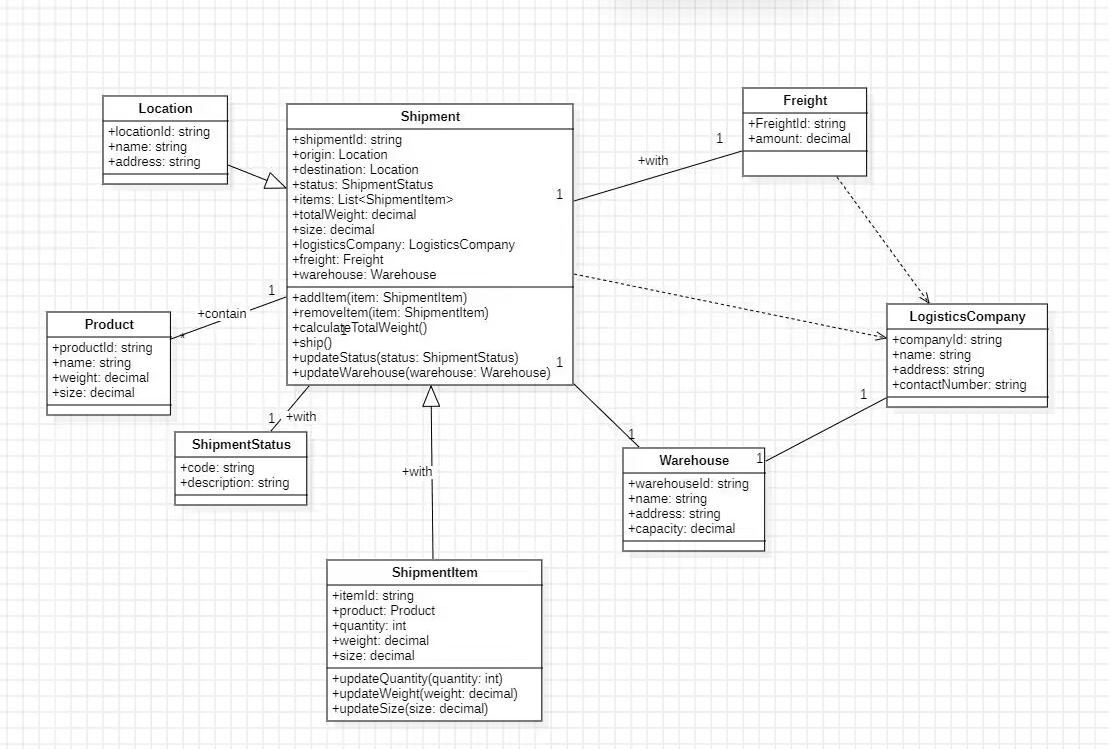 Location
+locationId: string
+name: string
+address: string
Shipment
+shipmentId: string
+origin: Location
+destination: Location
+status: ShipmentStatus
+items: List<ShipmentItem>
+totalWeight: decimal
+size: decimal
+logisticsCompany: LogisticsCompany
+freight: Freight
+warehouse: Warehouse
+addItem(item: ShipmentItem)
+removeItem(item: ShipmentItem)
+calculateTotalWeight()
+ship()
+updateStatus(status: ShipmentStatus)
+updateWarehouse(warehouse: Warehouse)
Freight
+FreightId: string
+amount: decimal
1
+with
1
1
+contain
*
Product
+productId: string
+name: string
+weight: decimal
+size: decimal
LogisticsCompany
+companyId: string
+name: string
+address: string
+contactNumber: string
1
1
+with
1
1
1
ShipmentStatus
+code: string
+description: string
+with
Warehouse
+warehouseId: string
+name: string
+address: string
+capacity: decimal
ShipmentItem
+itemId: string
+product: Product
+quantity: int
+weight: decimal
+size: decimal
+updateQuantity(quantity: int)
+updateWeight(weight: decimal)
+updateSize(size: decimal)